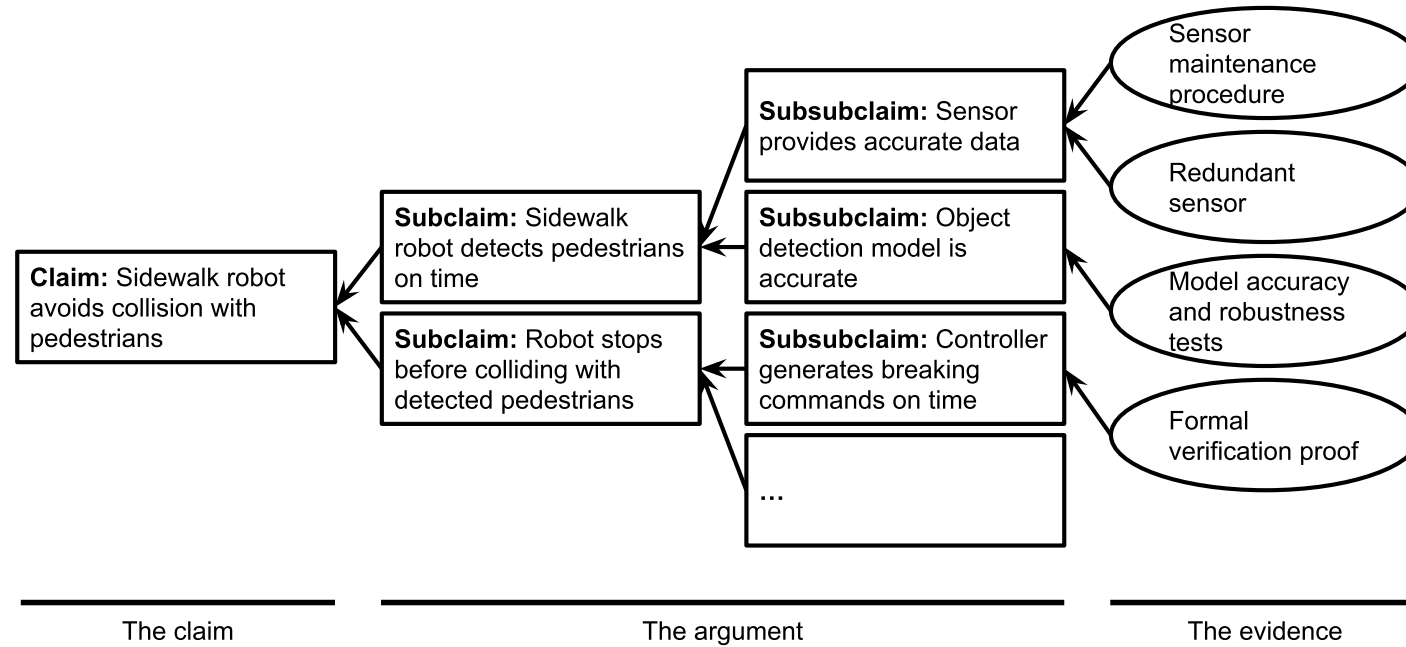 Claim: Sidewalk robot
avoids collision with
pedestrians
Subclaim: Sidewalk
robot detects pedestrians
on time
Subclaim: Robot stops
before colliding with
detected pedestrians
Subsubclaim: Sensor
provides accurate data
Subsubclaim: Object
detection model is
accurate
Subsubclaim: Controller
generates breaking
commands on time
...
Sensor
maintenance
procedure
Redundant
sensor
Model accuracy
and robustness
tests
Formal
verification proof
The claim
The argument
The evidence